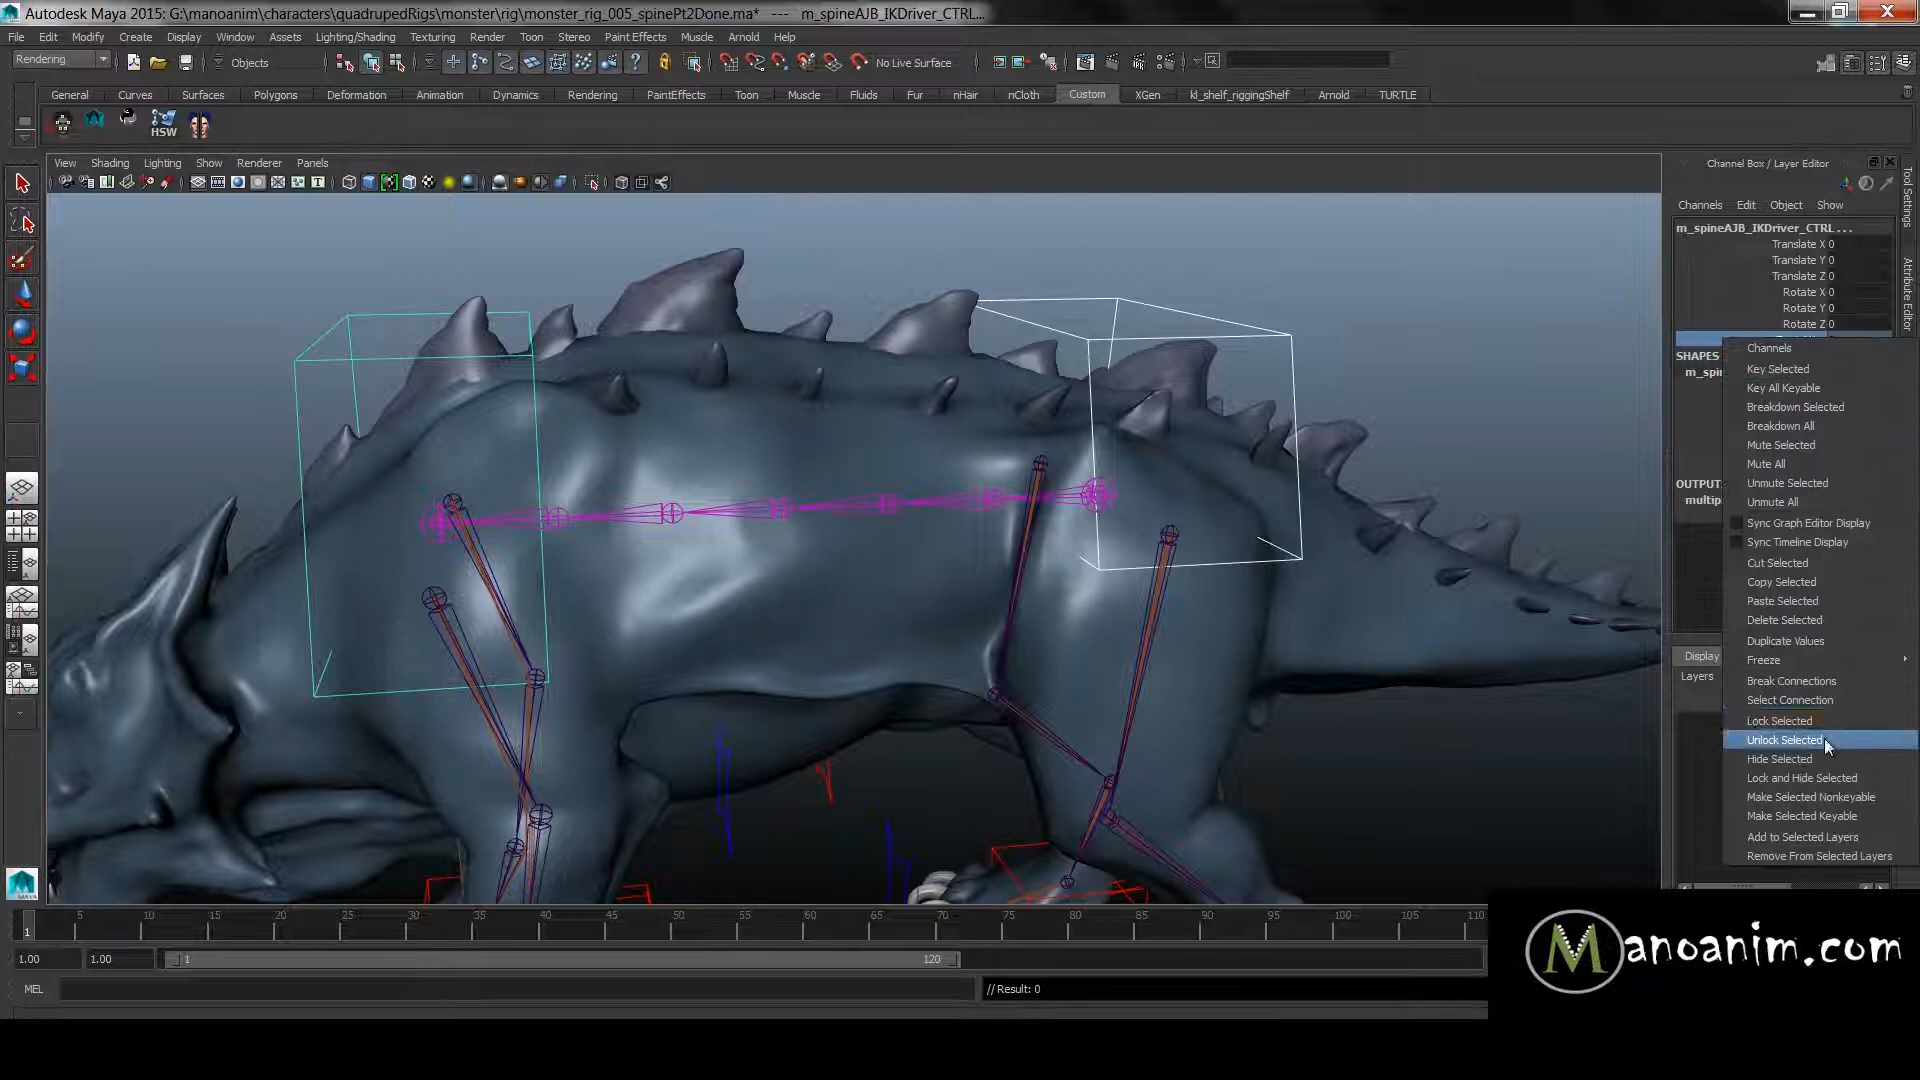 Autodesk Maya 2015: G:\manoanim\characters\quadrupedRigs\monster\rig\monster_rig_005_spinePt2Done.ma* --- m_spineAJB_IKDriver_CTRL...
File Edit Modify Create Display Window Assets Lighting/Shading Texturing Render Toon Stereo Paint Effects Muscle Arnold Help
Rendering Objects No Live Surface
General Curves Surfaces Polygons Deformation Animation Dynamics Rendering PaintEffects Toon Muscle Fluids Fur nHair nCloth Custom XGen kl_shelf_riggingShelf Arnold TURTLE
HSW
View Shading Lighting Show Renderer Panels
Channel Box / Layer Editor
Tool Settings
Attribute Editor
Channels Edit Object Show
m_spineAJB_IKDriver_CTRL . . .
Translate X 0
Translate Y 0
Translate Z 0
Rotate X 0
Rotate Y 0
Rotate Z 0
SHAPES
m_spin
OUTPUT
multip
Display
Layers
Channels
Key Selected
Key All Keyable
Breakdown Selected
Breakdown All
Mute Selected
Mute All
Unmute Selected
Unmute All
Sync Graph Editor Display
Sync Timeline Display
Cut Selected
Copy Selected
Paste Selected
Delete Selected
Duplicate Values
Freeze
Break Connections
Select Connection
Lock Selected
Unlock Selected
Hide Selected
Lock and Hide Selected
Make Selected Nonkeyable
Make Selected Keyable
Add to Selected Layers
Remove From Selected Layers
MAYA
5 10 15 20 25 30 35 40 45 50 55 60 65 70 75 80 85 90 95 100 105 110
1
1.00 1.00 1 120
MEL // Result: 0
Manoanim.com